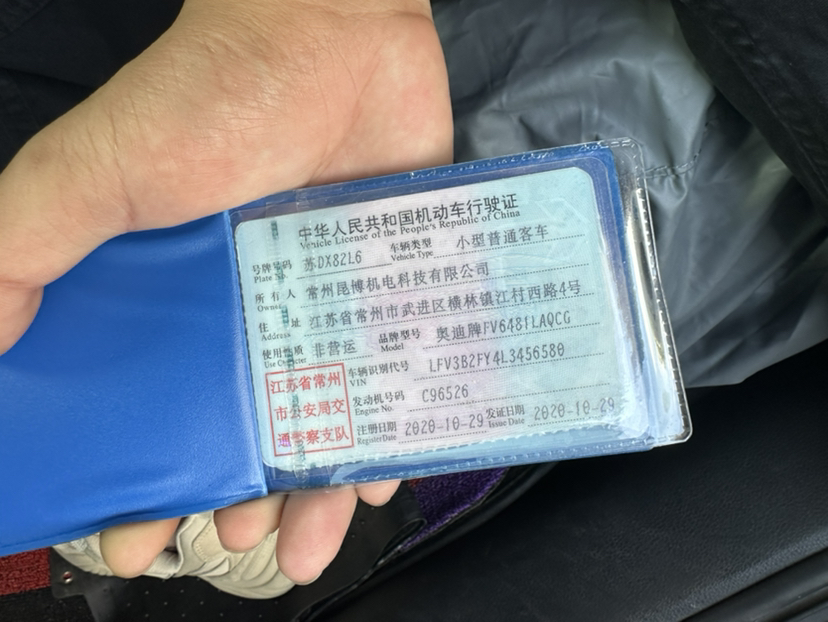 中华人民共和国机动车行驶证
Vehicle License of the People's Republic of China
号牌号码 苏DX82L6 车辆类型 小型普通客车
Plate No. Vehicle Type
所有人 常州昆博机电科技有限公司
Owner
住址 江苏省常州市武进区横林镇江村西路4号
Address
使用性质 非营运 品牌型号 奥迪牌FV6481LAQCG
Use Character Model
车辆识别代号 LFV3B2FY4L3456580
VIN
发动机号码 C96526
Engine No.
注册日期 2020-10-29 发证日期 2020-10-29
Register Date Issue Date
江苏省常州
市公安局交
通警察支队